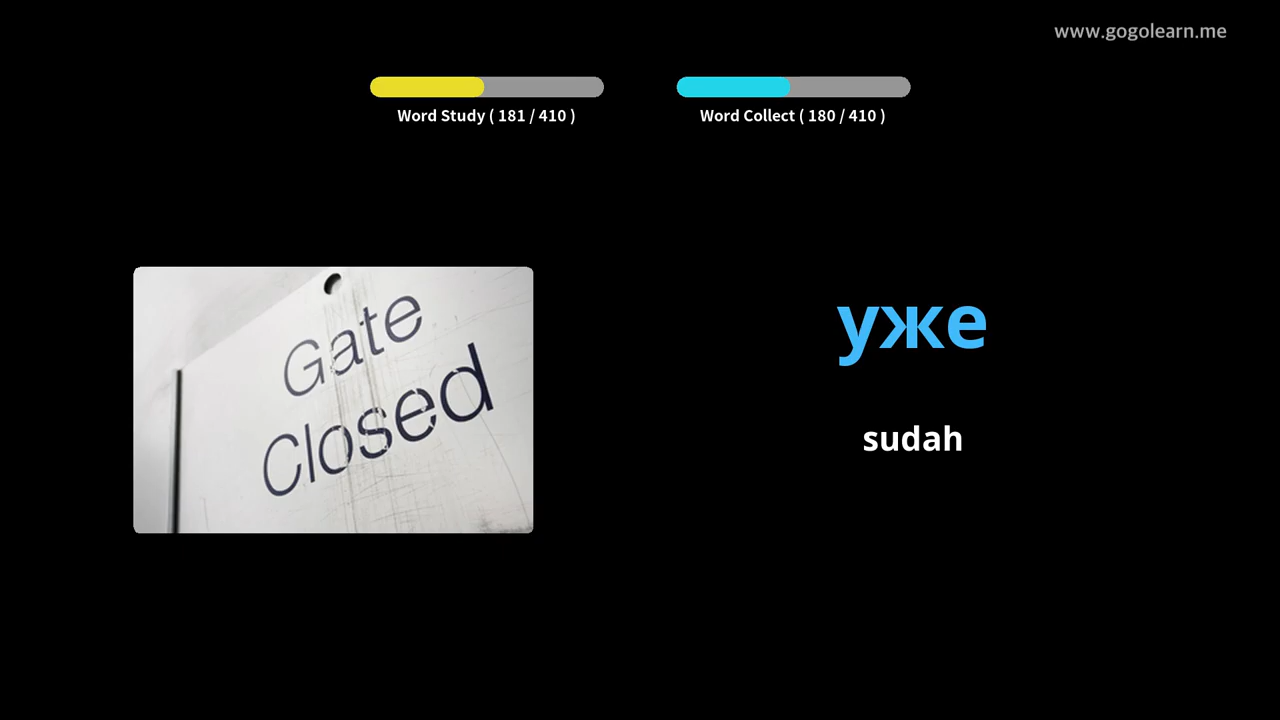 www.gogolearn.me
Word Study ( 181 / 410 )
Word Collect ( 180 / 410 )
Gate
Closed
уже
sudah